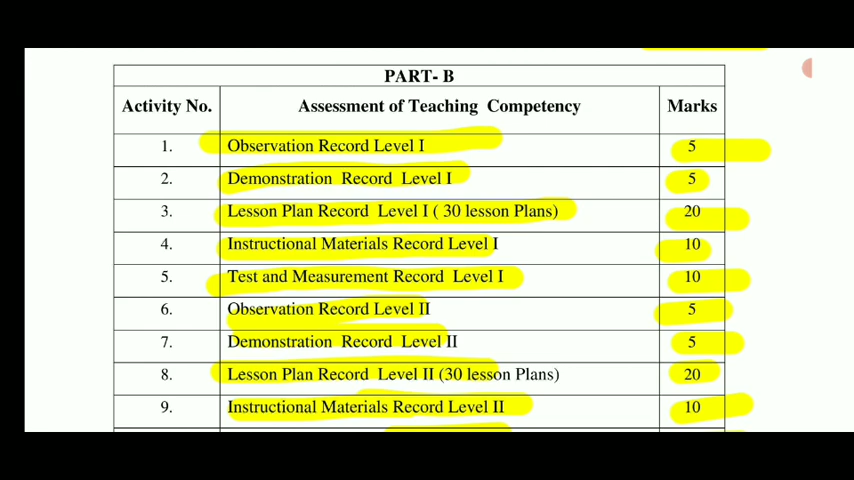 PART- B
Activity No. Assessment of Teaching Competency Marks
1. Observation Record Level I 5
2. Demonstration Record Level I 5
3. Lesson Plan Record Level I ( 30 lesson Plans) 20
4. Instructional Materials Record Level I 10
5. Test and Measurement Record Level I 10
6. Observation Record Level II 5
7. Demonstration Record Level II 5
8. Lesson Plan Record Level II (30 lesson Plans) 20
9. Instructional Materials Record Level II 10